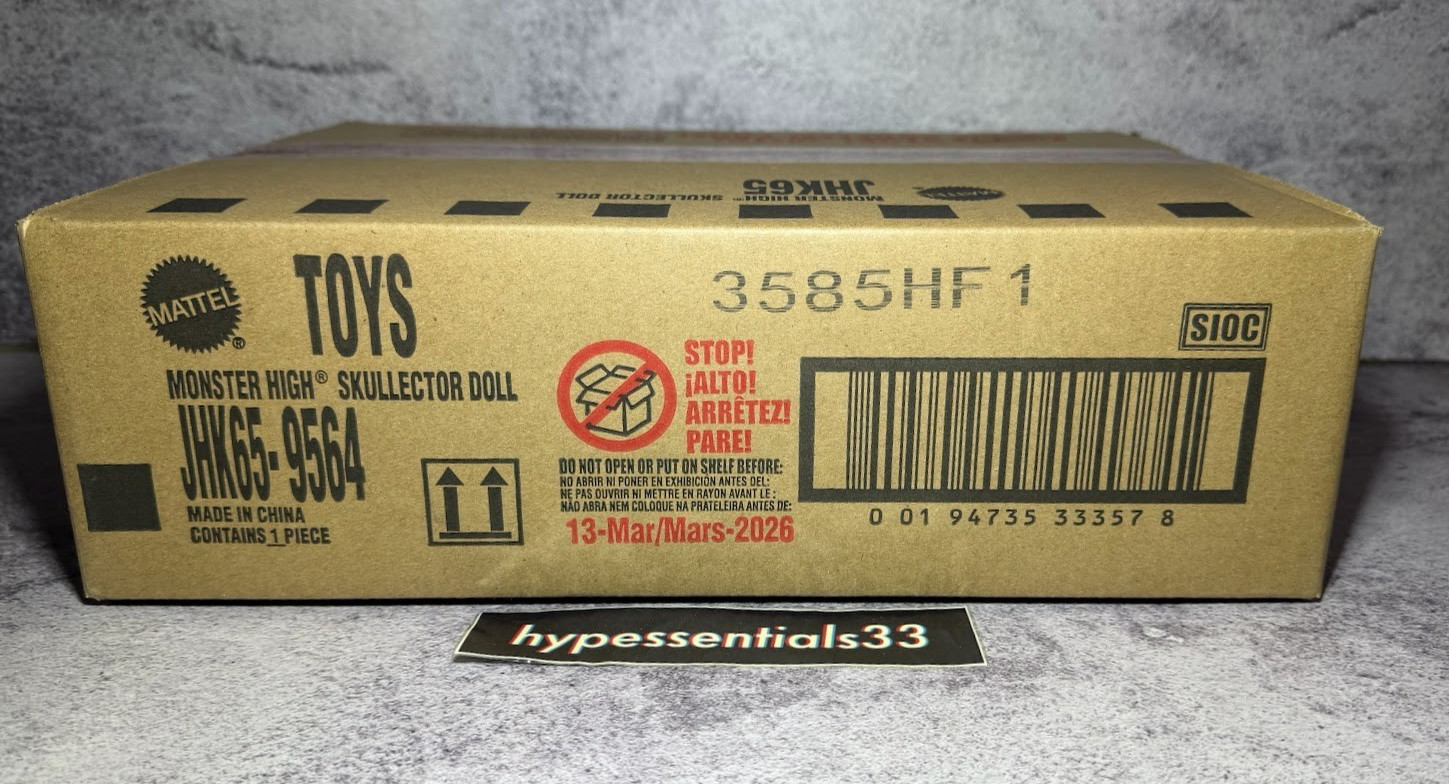 MATTEL
JHK65
MONSTER HIGH® SKULLECTOR DOLL
MATTEL®
TOYS
3585HF 1
SIOC
MONSTER HIGH® SKULLECTOR DOLL
JHK65-9564
MADE IN CHINA
CONTAINS 1 PIECE
STOP!
¡ALTO!
ARRÊTEZ!
PARE!
DO NOT OPEN OR PUT ON SHELF BEFORE:
NO ABRIR NI PONER EN EXHIBICIÓN ANTES DEL:
NE PAS OUVRIR NI METTRE EN RAYON AVANT LE :
NÃO ABRA NEM COLOQUE NA PRATELEIRA ANTES DE:
13-Mar/Mars-2026
0 01 94735 33357 8
hypessentials33